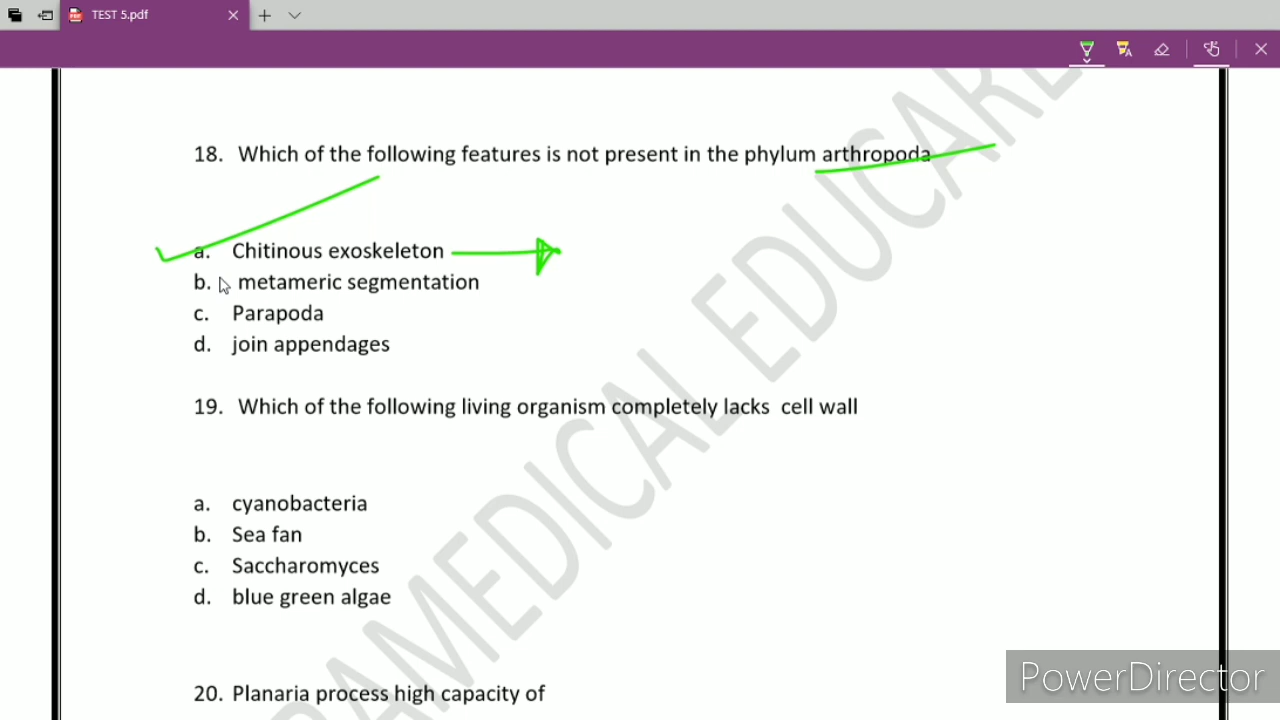 TEST 5.pdf
18. Which of the following features is not present in the phylum arthropoda
a. Chitinous exoskeleton
b. metameric segmentation
c. Parapoda
d. join appendages
19. Which of the following living organism completely lacks cell wall
a. cyanobacteria
b. Sea fan
c. Saccharomyces
d. blue green algae
20. Planaria process high capacity of
RAMEDICAL EDUCARE
PowerDirector